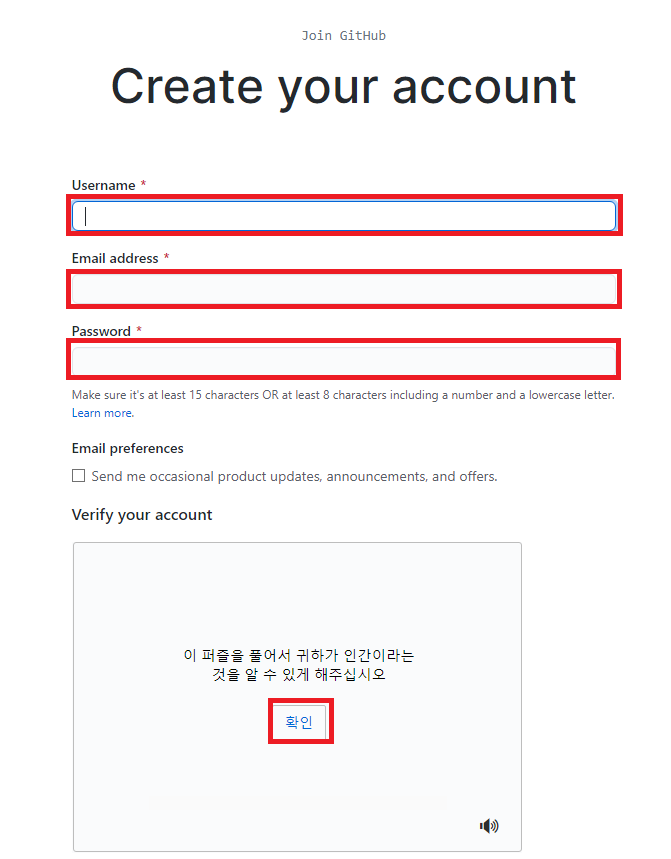 Join GitHub
Create your account
Username *
Email address *
Password *
Make sure it's at least 15 characters OR at least 8 characters including a number and a lowercase letter.
Learn more.
Email preferences
Send me occasional product updates, announcements, and offers.
Verify your account
이 퍼즐을 풀어서 귀하가 인간이라는
것을 알 수 있게 해주십시오
확인